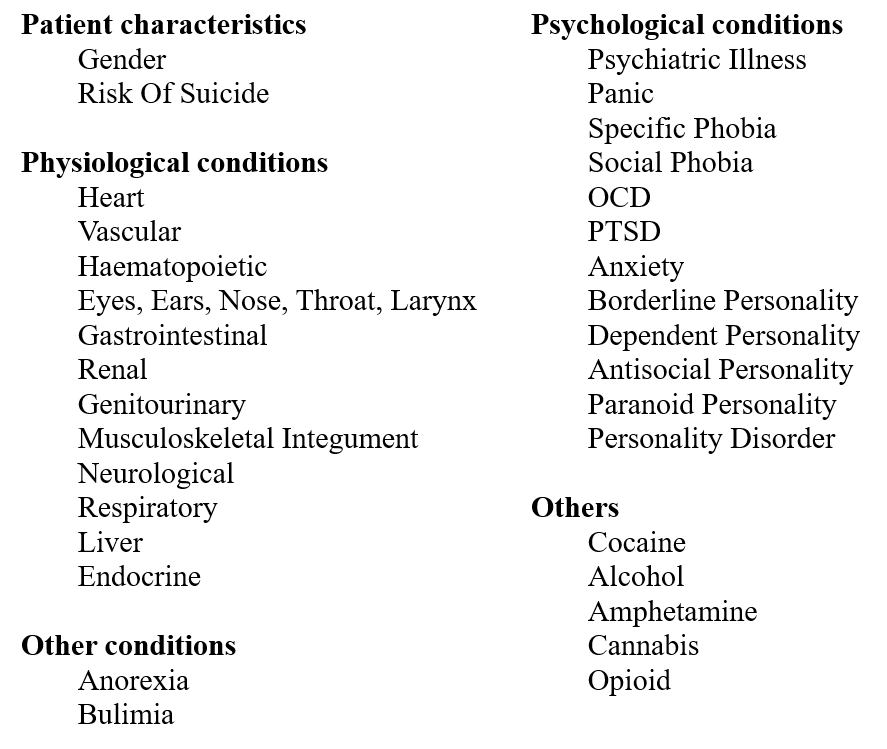 Patient characteristics
Gender
Risk Of Suicide
Physiological conditions
Heart
Vascular
Haematopoietic
Eyes, Ears, Nose, Throat, Larynx
Gastrointestinal
Renal
Genitourinary
Musculoskeletal Integument
Neurological
Respiratory
Liver
Endocrine
Other conditions
Anorexia
Bulimia
Psychological conditions
Psychiatric Illness
Panic
Specific Phobia
Social Phobia
OCD
PTSD
Anxiety
Borderline Personality
Dependent Personality
Antisocial Personality
Paranoid Personality
Personality Disorder
Others
Cocaine
Alcohol
Amphetamine
Cannabis
Opioid